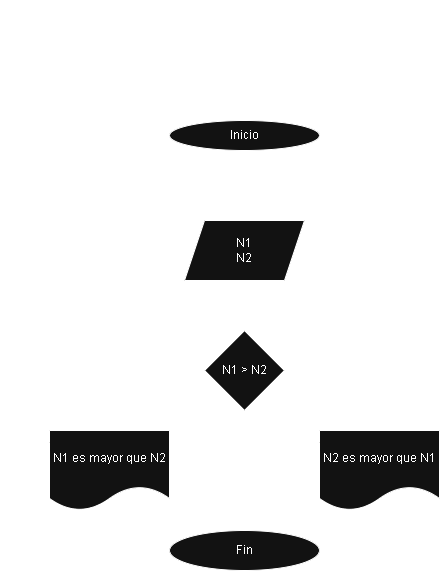 Inicio
N1
N2
N1 > N2
N1 es mayor que N2
N2 es mayor que N1
Fin